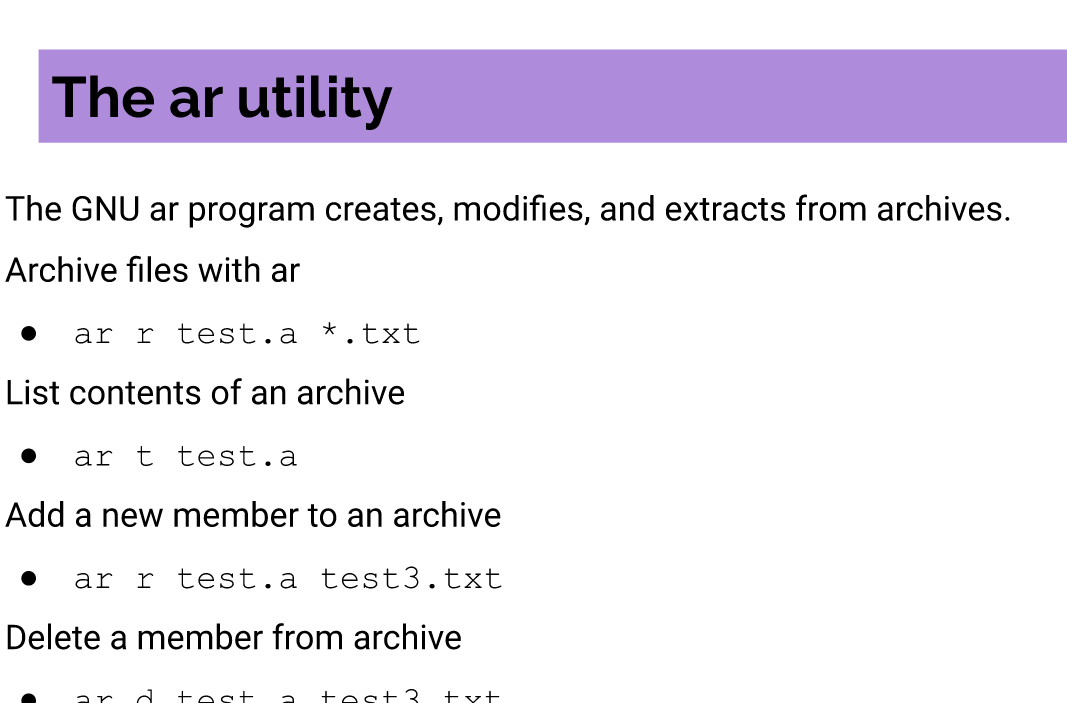 The ar utility
The GNU ar program creates, modifies, and extracts from archives.
Archive files with ar
● ar r test.a *.txt
List contents of an archive
● ar t test.a
Add a new member to an archive
● ar r test.a test3.txt
Delete a member from archive
● ar d test.a test3.txt